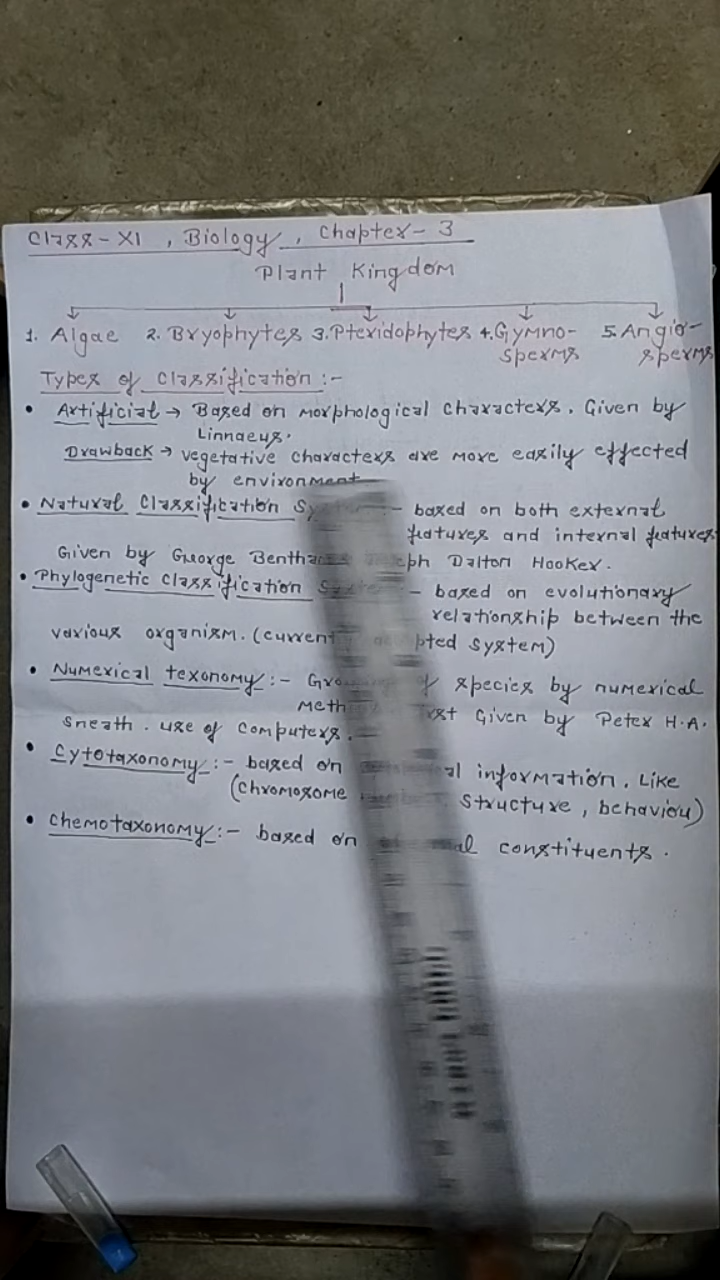 Class-XI , Biology , Chapter-3
Plant Kingdom
1. Algae 2. Bryophytes 3. Pteridophytes 4. Gymno- 5. Angio-
sperms sperms
Types of Classification :-
• Artificial → Based on morphological characters. Given by
Linnaeus.
Drawback → vegetative characters are more easily effected
by environment
• Natural Classification :- based on both external
features and internal features
Given by George Dalton Hooker.
• Phylogenetic Classification - based on evolutionary
relationship between the
various organism. (current system)
• Numerical texonomy :- of species by numerical
Given by Peter H.A.
Sneath. use of computers.
• Cytotaxonomy :- based on information. Like
(chromosome structure, behaviou)
• Chemotaxonomy :- based on constituents.